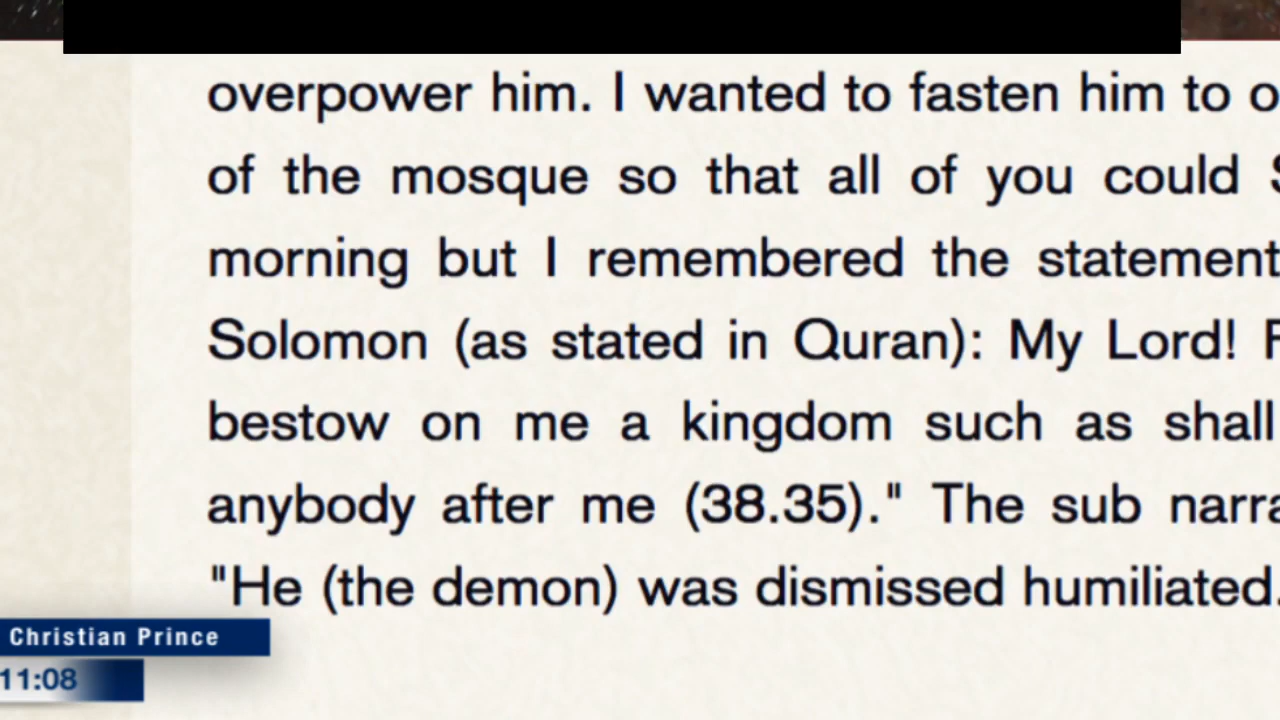 overpower him. I wanted to fasten him to
of the mosque so that all of you could
morning but I remembered the statement
Solomon (as stated in Quran): My Lord!
bestow on me a kingdom such as shall
anybody after me (38.35)." The sub
"He (the demon) was dismissed humiliated.
Christian Prince
11:08